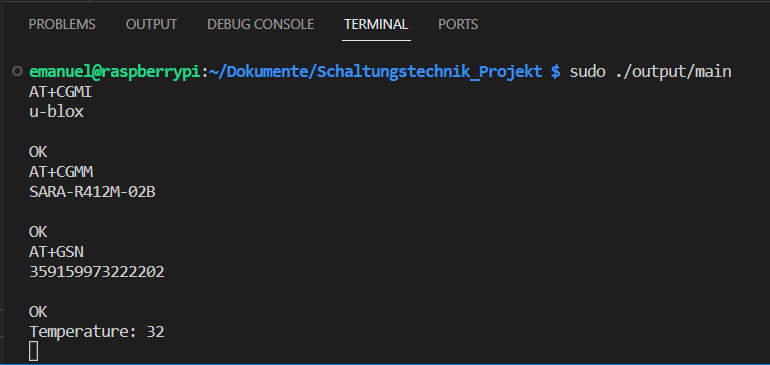 PROBLEMS OUTPUT DEBUG CONSOLE TERMINAL PORTS
emanuel@raspberrypi:~/Dokumente/Schaltungstechnik_Projekt $ sudo ./output/main
AT+CGMI
u-blox
OK
AT+CGMM
SARA-R412M-02B
OK
AT+GSN
359159973222202
OK
Temperature: 32